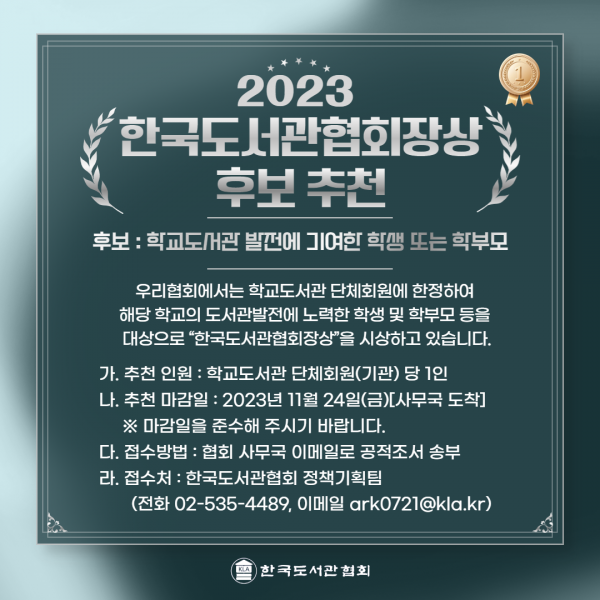 1
2023
한국도서관협회장상
후보 추천
후보 : 학교도서관 발전에 기여한 학생 또는 학부모
우리협회에서는 학교도서관 단체회원에 한정하여
해당 학교의 도서관발전에 노력한 학생 및 학부모 등을
대상으로 “한국도서관협회장상”을 시상하고 있습니다.
가. 추천 인원 : 학교도서관 단체회원(기관) 당 1인
나. 추천 마감일 : 2023년 11월 24일(금)[사무국 도착]
※ 마감일을 준수해 주시기 바랍니다.
다. 접수방법 : 협회 사무국 이메일로 공적조서 송부
라. 접수처 : 한국도서관협회 정책기획팀
(전화 02-535-4489, 이메일 ark0721@kla.kr)
KLA 한국도서관협회